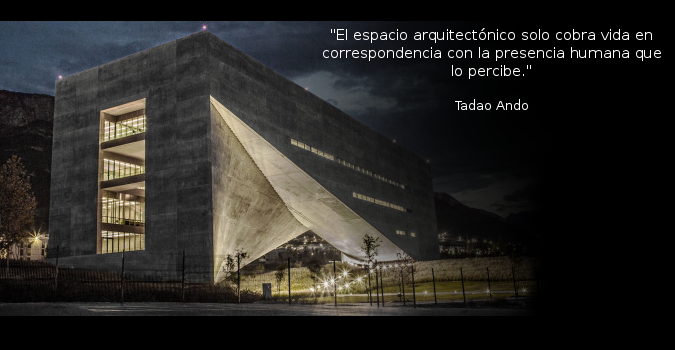 "El espacio arquitectónico solo cobra vida en
correspondencia con la presencia humana que
lo percibe."
Tadao Ando